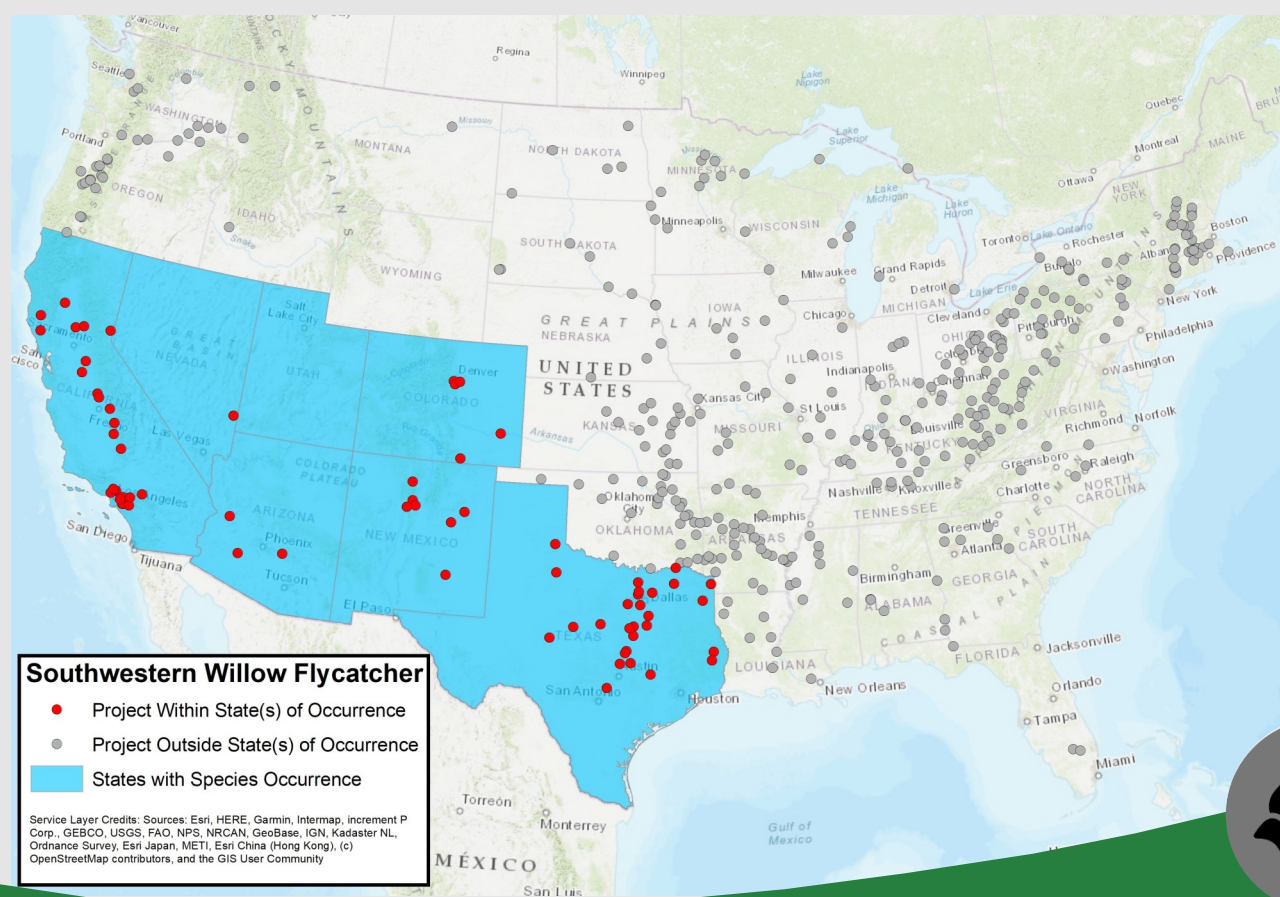 Vancouver
Regina
Winnipeg
Lake
Nipigon
Quebec
Seattle
WASHINGTON
Portland
OREGON
IDAHO
Snake
ROCKY MOUNTAINS
MONTANA
Missouri
NORTH DAKOTA
MINNESOTA
Lake
Superior
Montreal
MAINE
Ottawa
NEW
YORK
Lake
Michigan
Lake
Huron
Minneapolis
WISCONSIN
SOUTH DAKOTA
WYOMING
Toronto
Lake Ontario
Rochester
Boston
Providence
Milwaukee
Grand Rapids
Detroit
MICHIGAN
Lake Erie
New York
Salt
Lake City
Chicago
Cleveland
Pittsburgh
Philadelphia
IOWA
GREAT PLAINS
NEBRASKA
Sacramento
GREAT
BASIN
NEVADA
UTAH
Denver
COLORADO
UNITED
STATES
ILLINOIS
Indianapolis
INDIANA
Washington
CALIFORNIA
Fresno
Las Vegas
Kansas City
St Louis
KANSAS
MISSOURI
Arkansas
Louisville
KENTUCKY
VIRGINIA
Richmond
Norfolk
COLORADO
PLATEAU
Los Angeles
Greensboro
Raleigh
Nashville
Knoxville
Charlotte
NORTH
CAROLINA
San Diego
Tijuana
ARIZONA
Phoenix
Tucson
NEW MEXICO
El Paso
Oklahoma
City
OKLAHOMA
ARKANSAS
Memphis
TENNESSEE
Greenville
SOUTH
CAROLINA
PIEDMONT
Atlanta
Birmingham
GEORGIA
ALABAMA
COASTAL PLAIN
Dallas
TEXAS
Austin
San Antonio
Houston
LOUISIANA
New Orleans
FLORIDA
Jacksonville
Orlando
Tampa
Miami
Gulf of
Mexico
Torreón
Monterrey
MÉXICO
San Luis
Southwestern Willow Flycatcher
Project Within State(s) of Occurrence
Project Outside State(s) of Occurrence
States with Species Occurrence
Service Layer Credits: Sources: Esri, HERE, Garmin, Intermap, increment P
Corp., GEBCO, USGS, FAO, NPS, NRCAN, GeoBase, IGN, Kadaster NL,
Ordnance Survey, Esri Japan, METI, Esri China (Hong Kong), (c)
OpenStreetMap contributors, and the GIS User Community